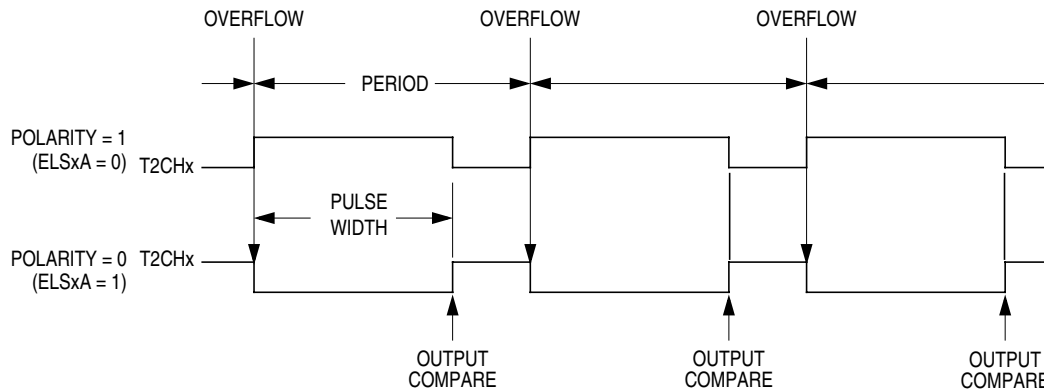 OVERFLOW OVERFLOW OVERFLOW
PERIOD
POLARITY = 1
(ELSxA = 0) T2CHx
PULSE
WIDTH
POLARITY = 0 T2CHx
(ELSxA = 1)
OUTPUT
COMPARE
OUTPUT
COMPARE
OUTPUT
COMPARE